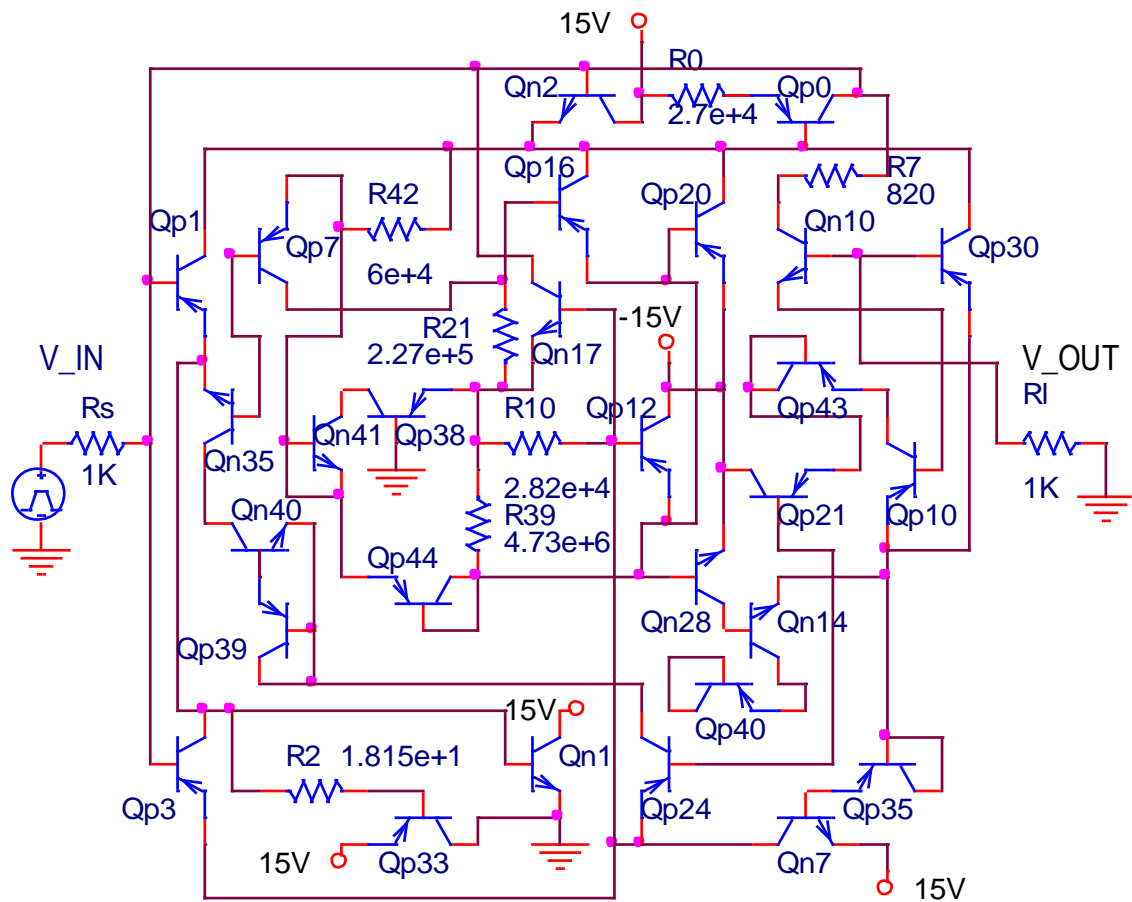 15V
R0
Qn2
Qp0
2.7e+4
Qp16
R42
Qp20
R7
820
Qp1
Qp7
Qn10
Qp30
6e+4
-15V
R21
2.27e+5
Qn17
V_IN
V_OUT
Rs
R10
Qp12
Qp43
Rl
Qn41
Qp38
Qn35
1K
2.82e+4
1K
Qn40
R39
Qp21
Qp10
4.73e+6
Qp44
Qn28
Qn14
Qp39
15V
Qp40
R2 1.815e+1
Qn1
Qp3
Qp24
Qp35
15V
Qp33
Qn7
15V